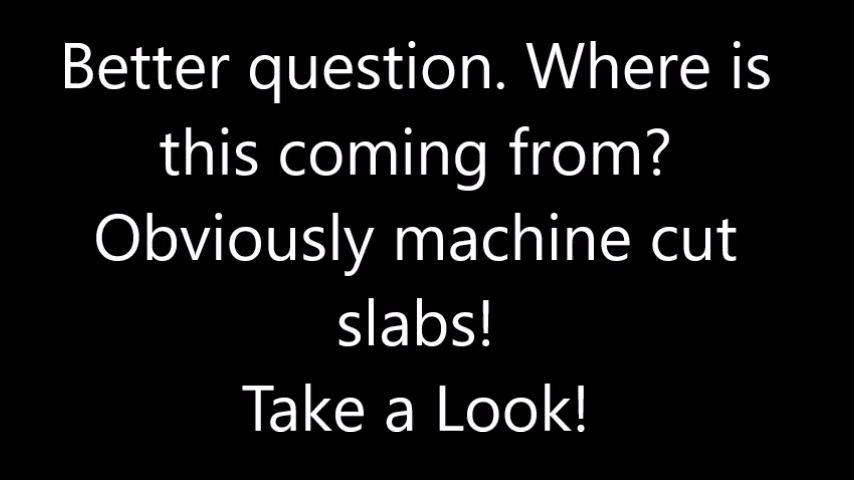 Better question. Where is
this coming from?
Obviously machine cut
slabs!
Take a Look!